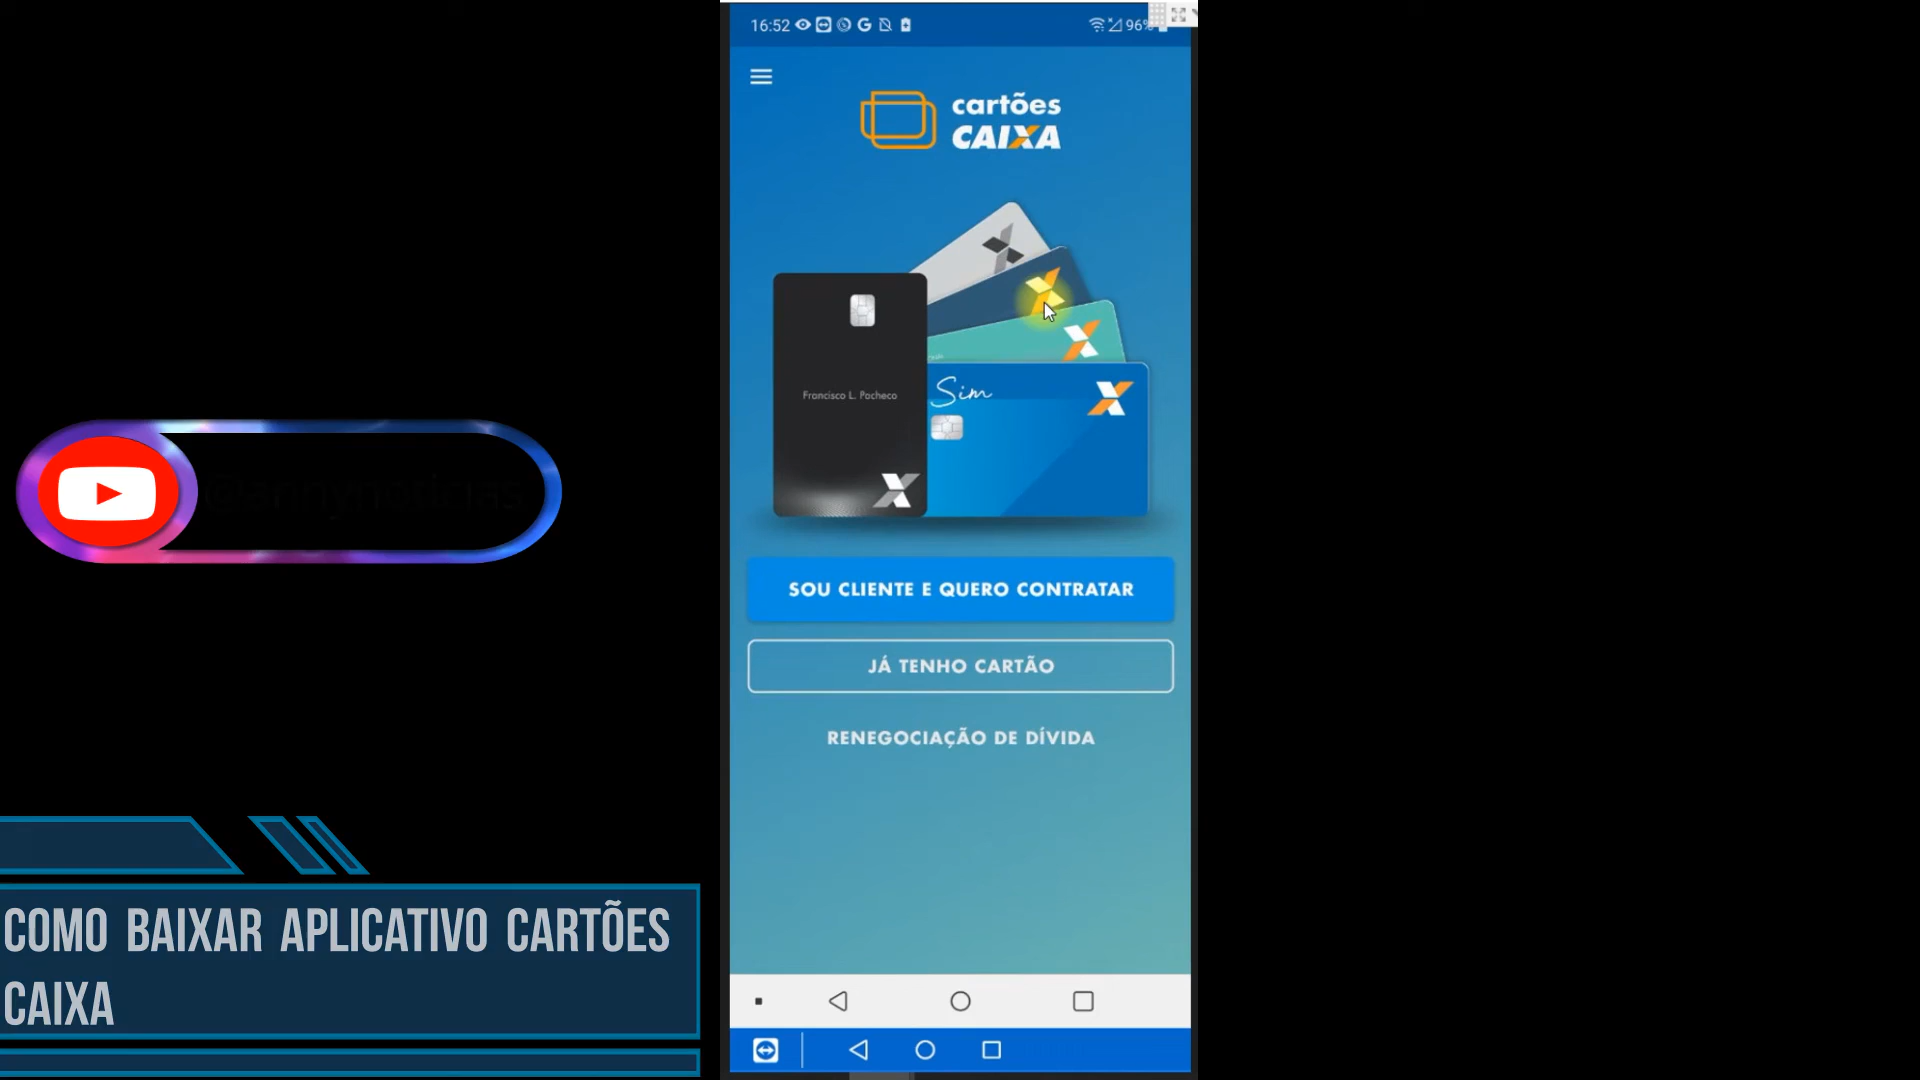 16:52
96%
cartões
CAIXA
Sim
Francisco L. Pacheco
SOU CLIENTE E QUERO CONTRATAR
JÁ TENHO CARTÃO
RENEGOCIAÇÃO DE DÍVIDA
@annynoticias
COMO BAIXAR APLICATIVO CARTÕES
CAIXA